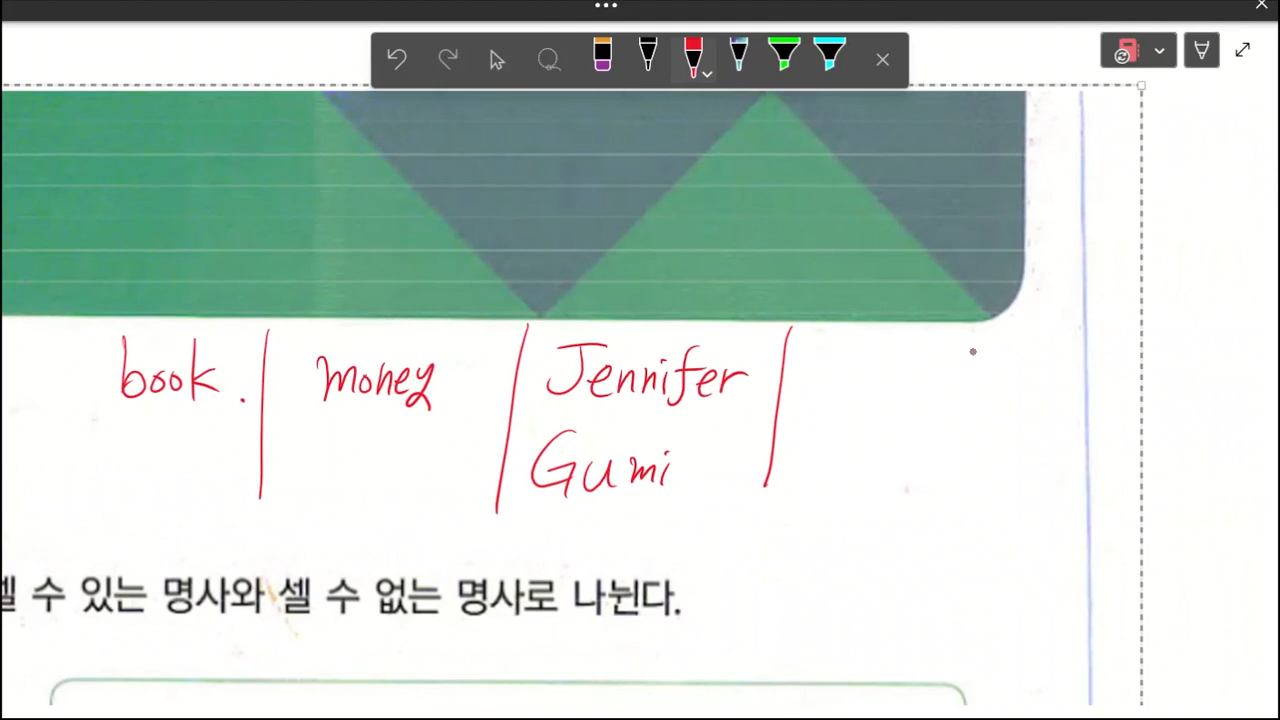 book. | money | Jennifer |
Gumi
수 있는 명사와 셀 수 없는 명사로 나뉜다.